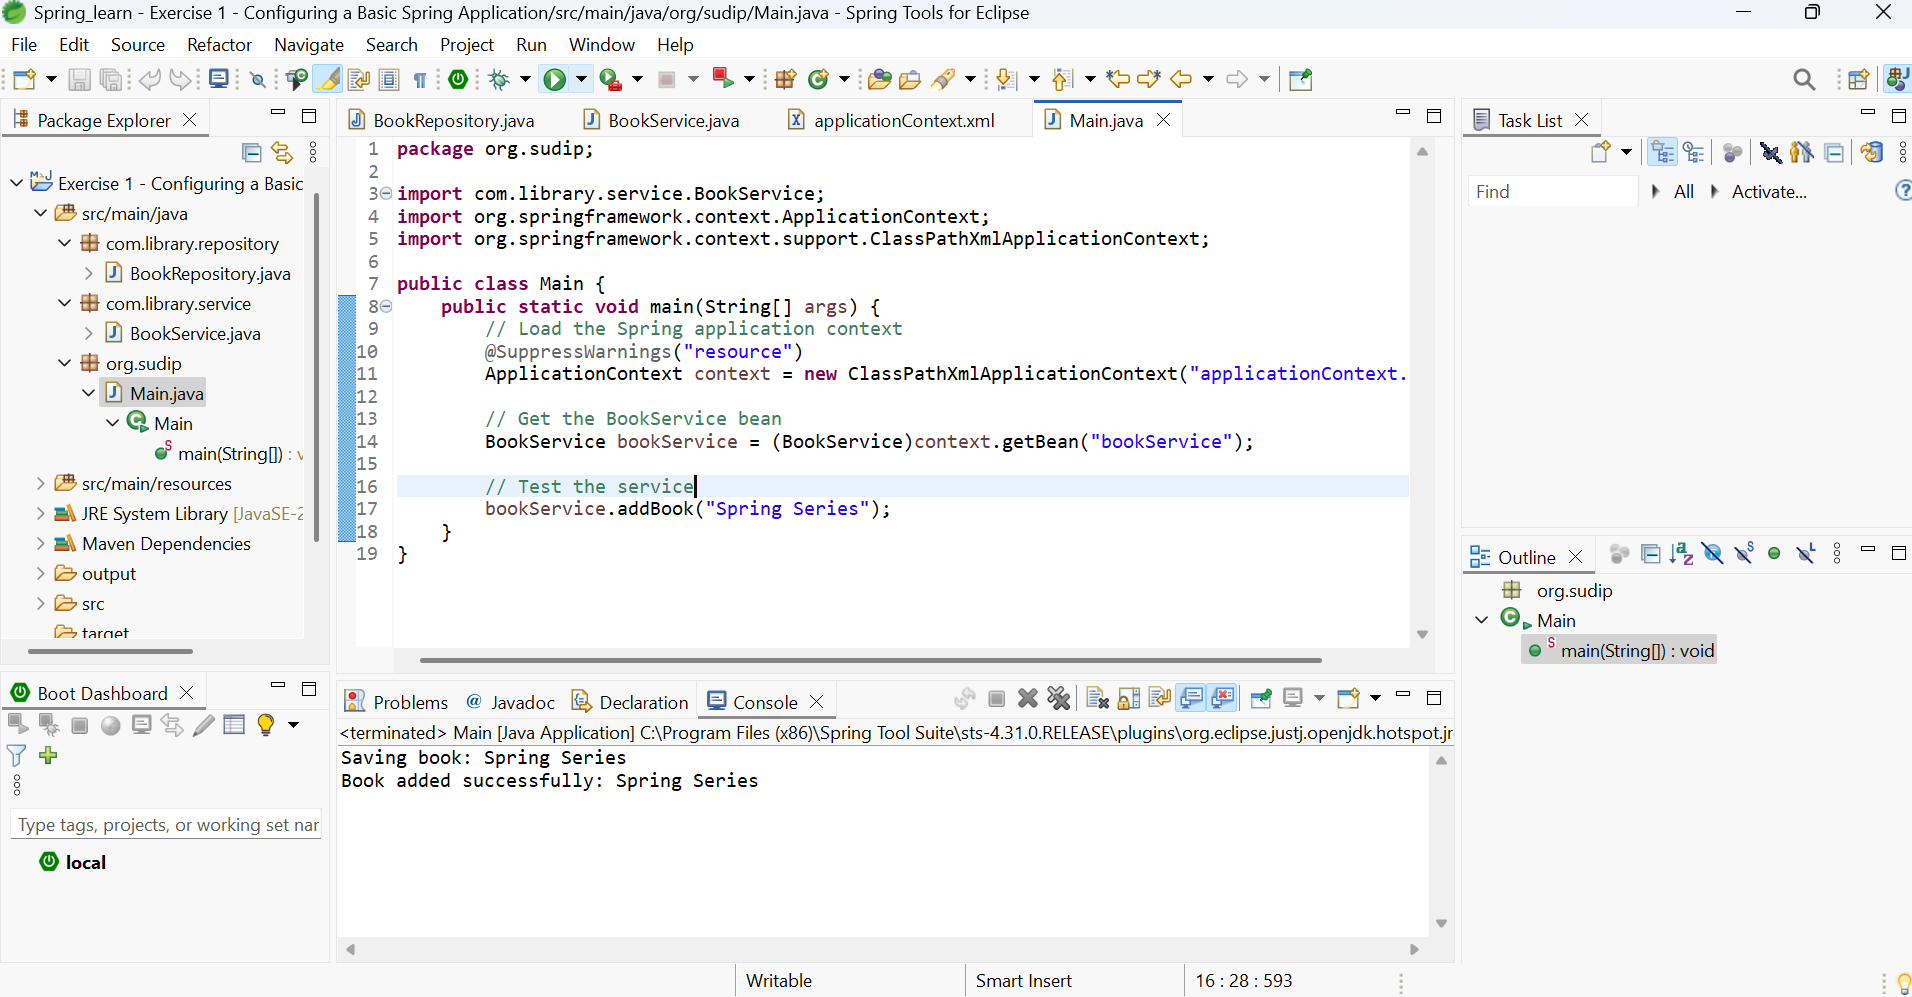 Spring_learn - Exercise 1 - Configuring a Basic Spring Application/src/main/java/org/sudip/Main.java - Spring Tools for Eclipse
File Edit Source Refactor Navigate Search Project Run Window Help
Package Explorer
Exercise 1 - Configuring a Basic
src/main/java
com.library.repository
BookRepository.java
com.library.service
BookService.java
org.sudip
Main.java
Main
main(String[]) : v
src/main/resources
JRE System Library [JavaSE-2
Maven Dependencies
output
src
target
BookRepository.java BookService.java applicationContext.xml Main.java
1 package org.sudip;
2
3 import com.library.service.BookService;
4 import org.springframework.context.ApplicationContext;
5 import org.springframework.context.support.ClassPathXmlApplicationContext;
6
7 public class Main {
8 public static void main(String[] args) {
9 // Load the Spring application context
10 @SuppressWarnings("resource")
11 ApplicationContext context = new ClassPathXmlApplicationContext("applicationContext.
12
13 // Get the BookService bean
14 BookService bookService = (BookService)context.getBean("bookService");
15
16 // Test the service
17 bookService.addBook("Spring Series");
18 }
19 }
Task List
Find All Activate...
Outline
org.sudip
Main
main(String[]) : void
Boot Dashboard
Type tags, projects, or working set nar
local
Problems @ Javadoc Declaration Console
<terminated> Main [Java Application] C:\Program Files (x86)\Spring Tool Suite\sts-4.31.0.RELEASE\plugins\org.eclipse.justj.openjdk.hotspot.jr
Saving book: Spring Series
Book added successfully: Spring Series
Writable Smart Insert 16 : 28 : 593